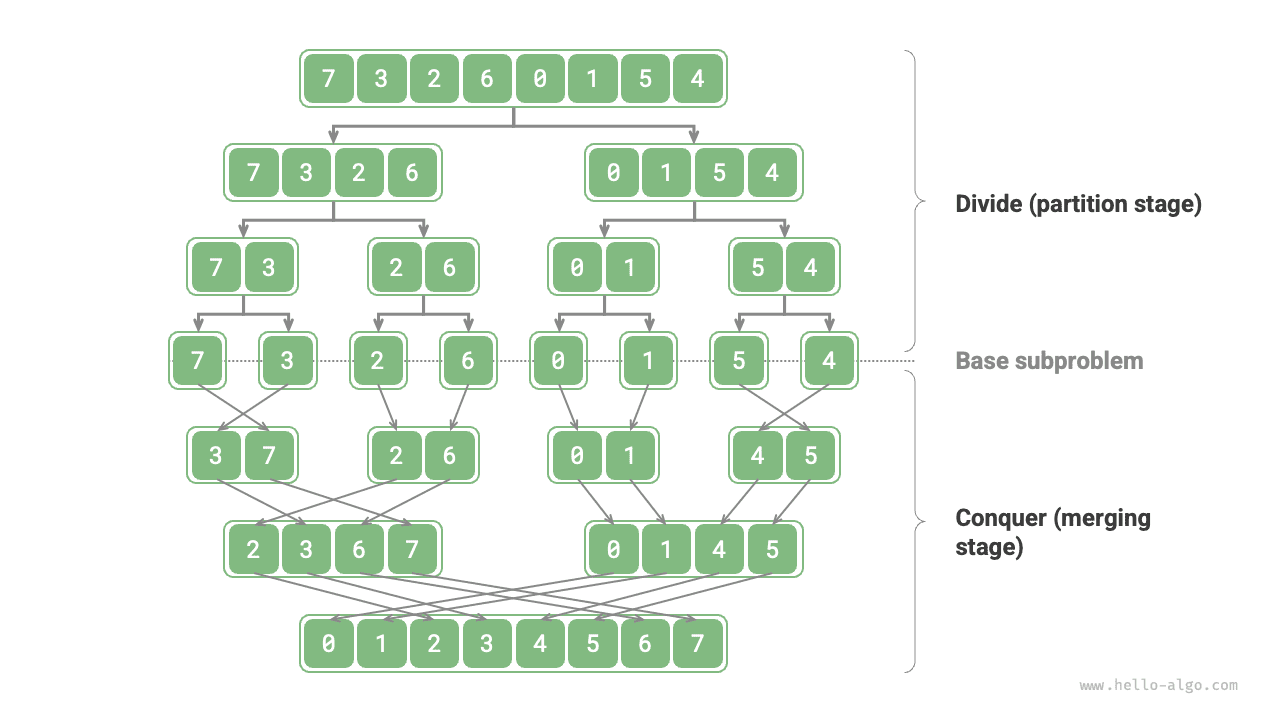 7 3 2 6 0 1 5 4
7 3 2 6 0 1 5 4
Divide (partition stage)
7 3 2 6 0 1 5 4
7 3 2 6 0 1 5 4
Base subproblem
3 7 2 6 0 1 4 5
2 3 6 7 0 1 4 5
Conquer (merging
stage)
0 1 2 3 4 5 6 7
www.hello-algo.com